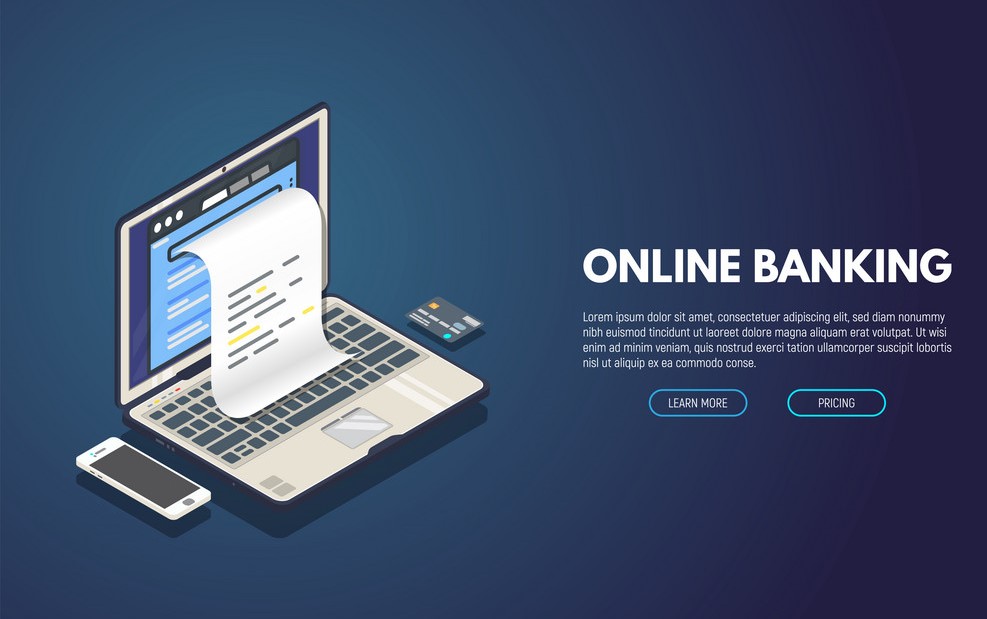 ONLINE BANKING
Lorem ipsum dolor sit amet, consectetuer adipiscing elit, sed diam nonummy
nibh euismod tincidunt ut laoreet dolore magna aliquam erat volutpat. Ut wisi
enim ad minim veniam, quis nostrud exerci tation ullamcorper suscipit lobortis
nisl ut aliquip ex ea commodo conse.
LEARN MORE
PRICING